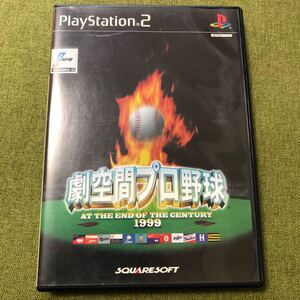 PlayStation®2
劇空間プロ野球
AT THE END OF THE CENTURY
1999
SQUARESOFT